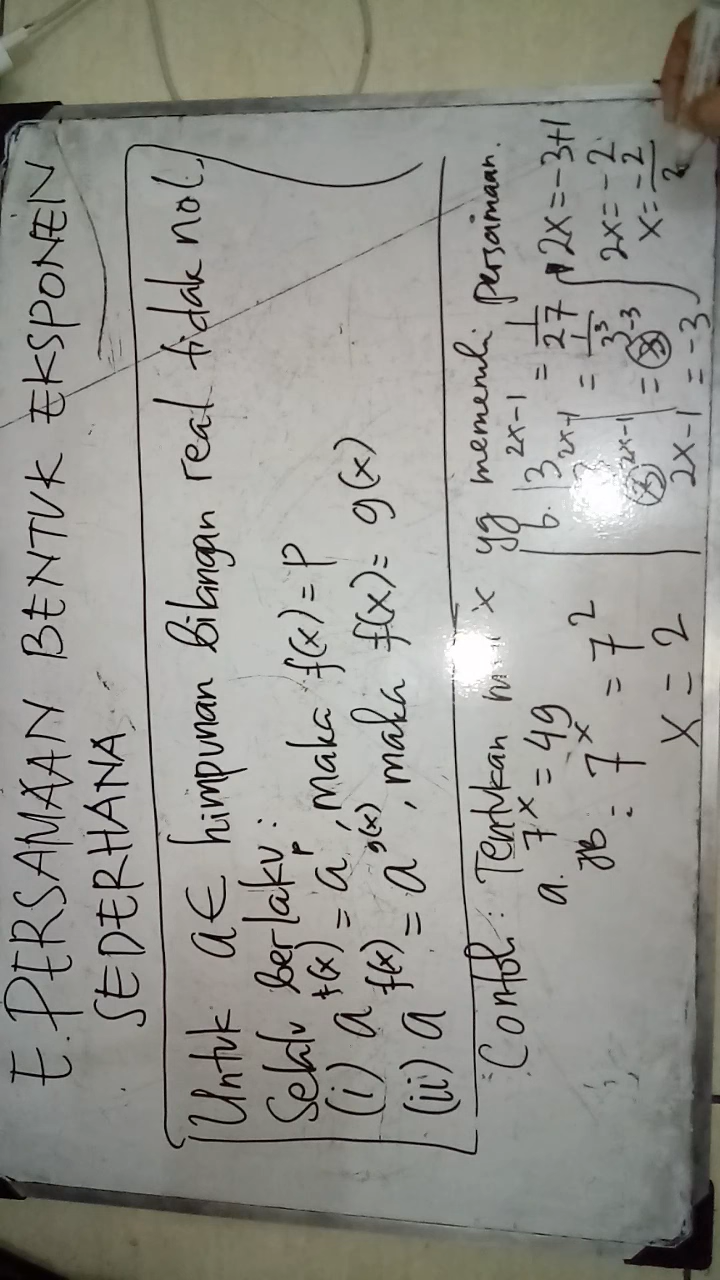 E. PERSAMAAN BENTUK EKSPONEN
SEDERHANA
Untuk a ∈ himpunan bilangan real tidak nol,
Selalu berlaku:
(i) a^f(x) = a^p, maka f(x) = P
(ii) a^f(x) = a^g(x), maka f(x) = g(x)
Contoh: Tentukan x yg memenuhi persamaan.
a. 7^x = 49
jb: 7^x = 7^2
x = 2
b. 3^2x-1 = 1/27
3^2x-1 = 1/3^3
3^2x-1 = 3^-3
2x-1 = -3
2x = -3+1
2x = -2
x = -2/2